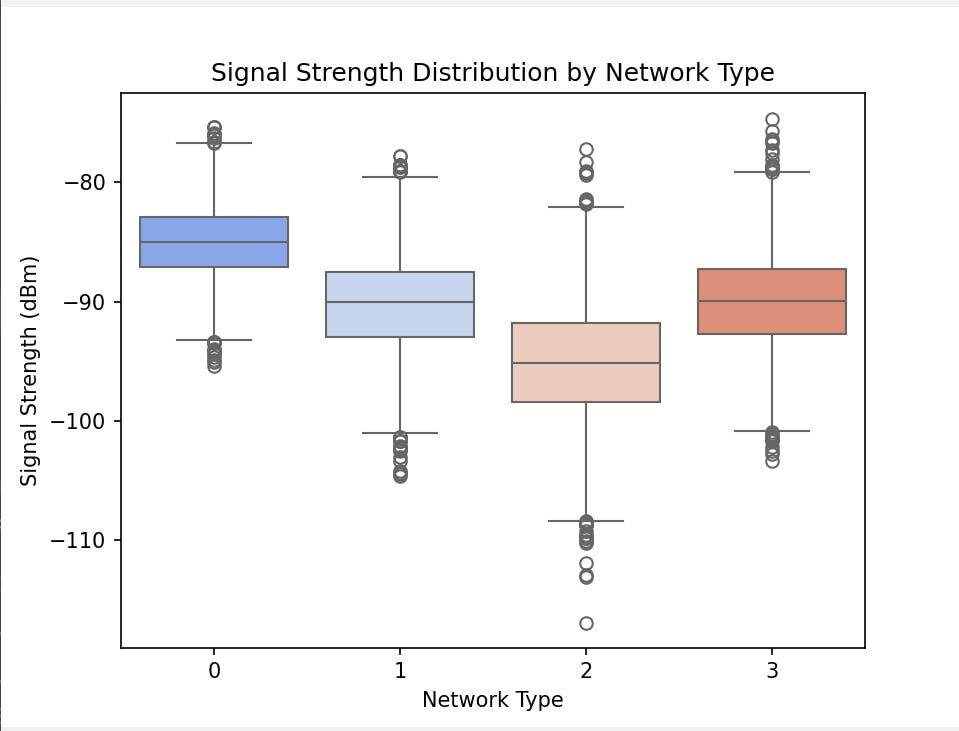 Signal Strength Distribution by Network Type
Signal Strength (dBm)
−80
−90
−100
−110
0 1 2 3
Network Type